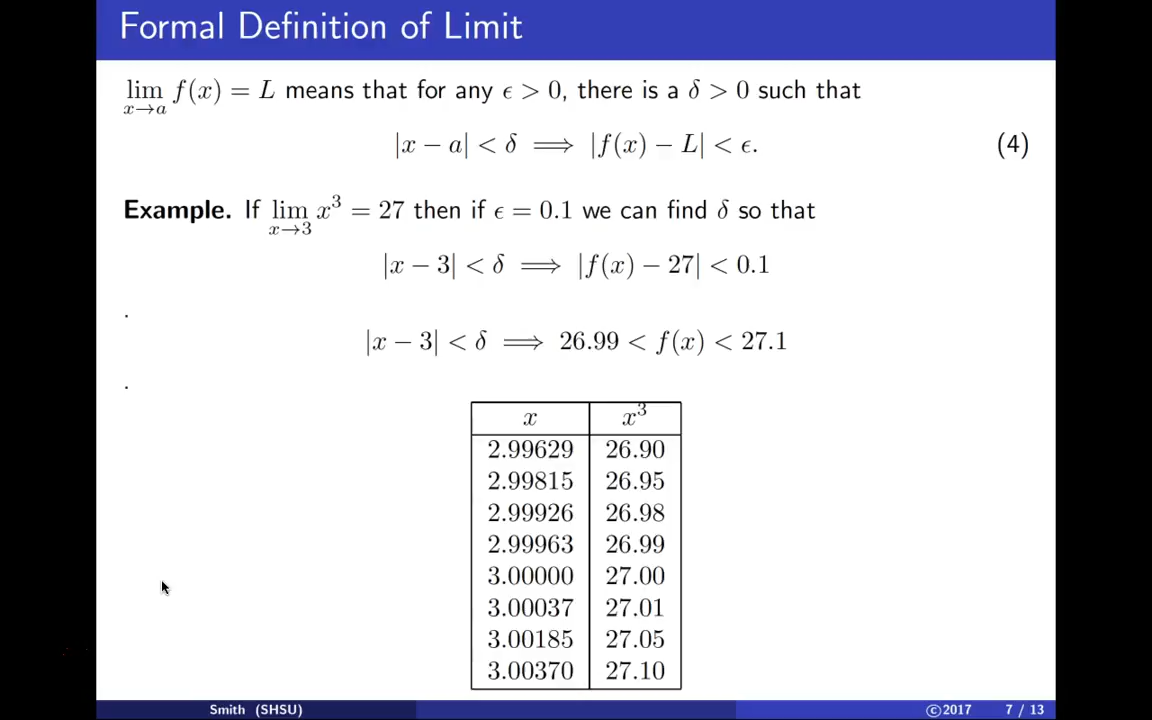 Formal Definition of Limit
lim f(x) = L means that for any ϵ > 0, there is a δ > 0 such that
x→a
|x − a| < δ ⟹ |f(x) − L| < ϵ. (4)
Example. If lim x³ = 27 then if ϵ = 0.1 we can find δ so that
x→3
|x − 3| < δ ⟹ |f(x) − 27| < 0.1
.
|x − 3| < δ ⟹ 26.99 < f(x) < 27.1
.
x x³
2.99629 26.90
2.99815 26.95
2.99926 26.98
2.99963 26.99
3.00000 27.00
3.00037 27.01
3.00185 27.05
3.00370 27.10
Smith (SHSU) ©2017 7 / 13